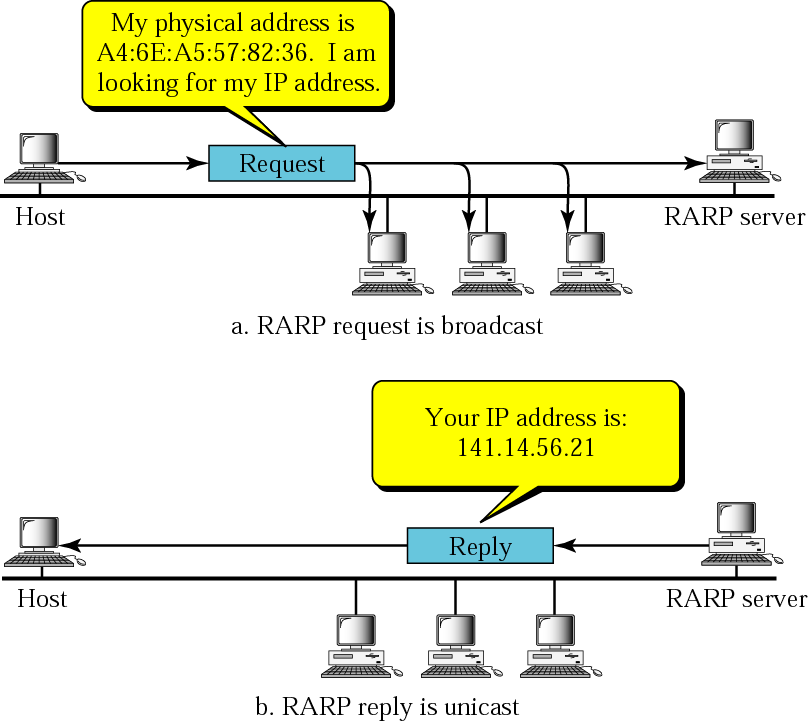 My physical address is
A4:6E:A5:57:82:36. I am
looking for my IP address.
Request
Host
RARP server
a. RARP request is broadcast
Your IP address is:
141.14.56.21
Reply
Host
RARP server
b. RARP reply is unicast